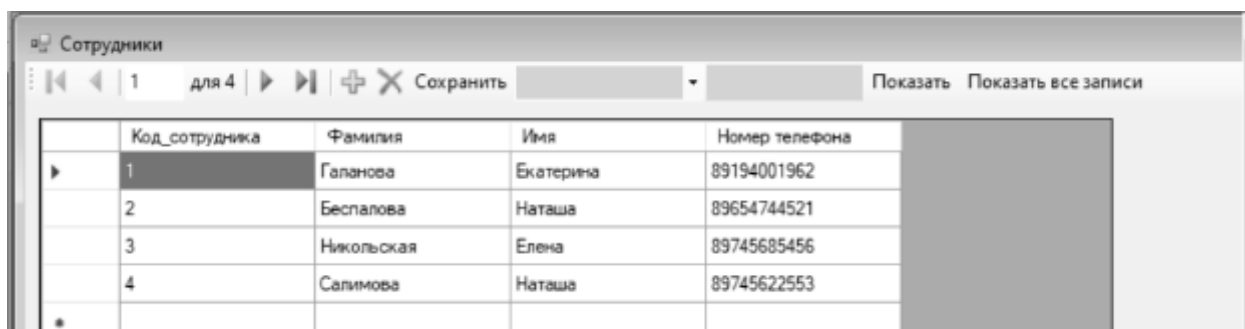 Сотрудники
1 для 4 Сохранить Показать Показать все записи
Код_сотрудника Фамилия Имя Номер телефона
1 Галанова Екатерина 89194001962
2 Беспалова Наташа 89654744521
3 Никольская Елена 89745685456
4 Салимова Наташа 89745622553